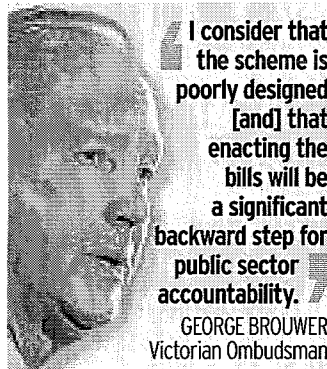 I consider that
the scheme is
poorly designed
[and] that
enacting the
bills will be
a significant
backward step for
public sector
accountability.
GEORGE BROUWER
Victorian Ombudsman